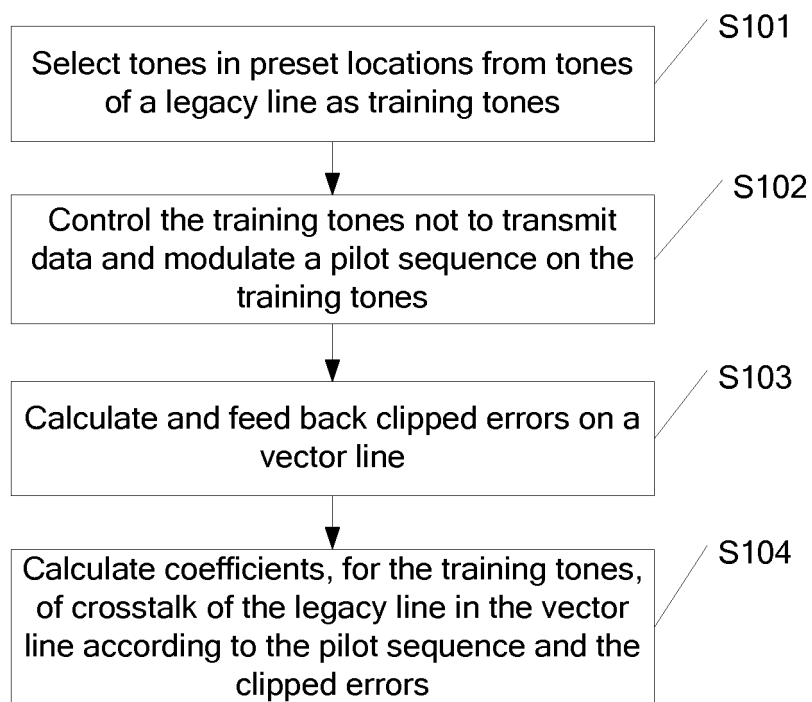 S101
Select tones in preset locations from tones
of a legacy line as training tones
S102
Control the training tones not to transmit
data and modulate a pilot sequence on the
training tones
S103
Calculate and feed back clipped errors on a
vector line
S104
Calculate coefficients, for the training tones,
of crosstalk of the legacy line in the vector
line according to the pilot sequence and the
clipped errors